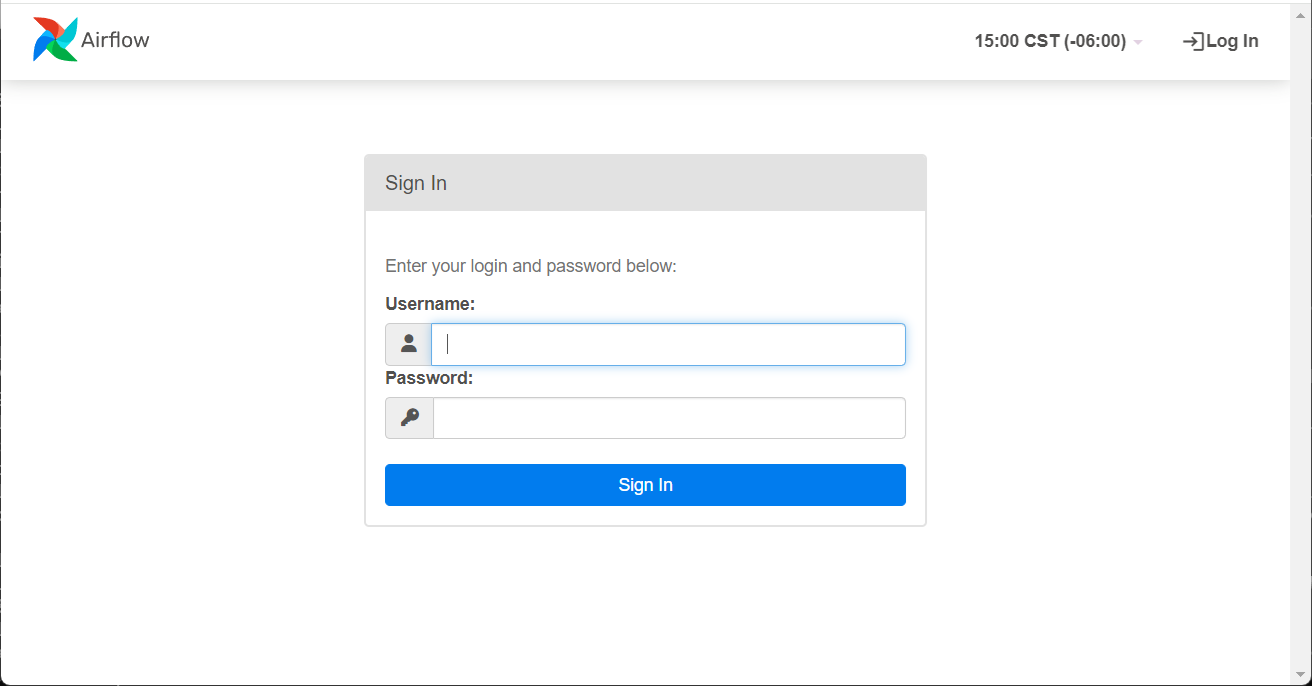 Airflow
15:00 CST (-06:00)
Log In
Sign In
Enter your login and password below:
Username:
Password:
Sign In